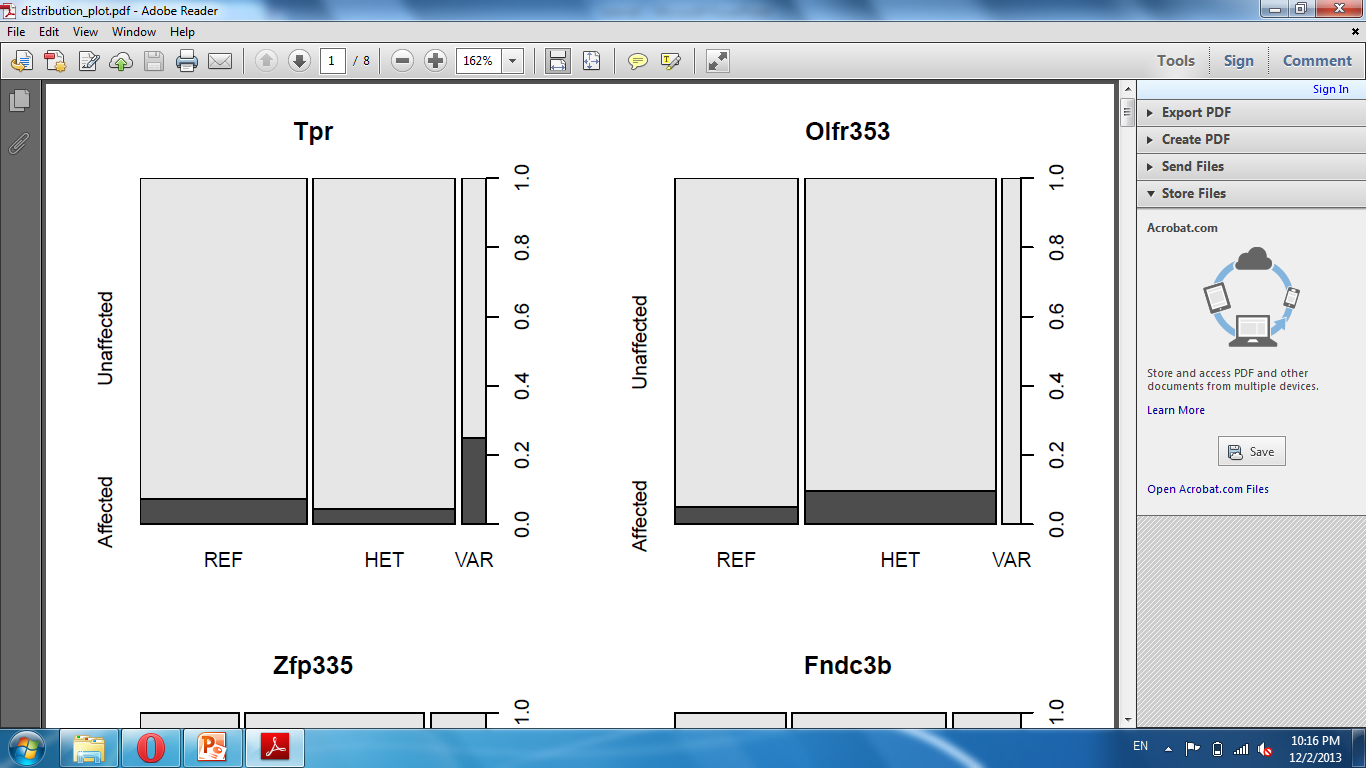 distribution_plot.pdf - Adobe Reader
File Edit View Window Help
1 / 8 162% Tools Sign Comment
Sign In
Export PDF
Create PDF
Send Files
Store Files
Acrobat.com
Store and access PDF and other
documents from multiple devices.
Learn More
Save
Open Acrobat.com Files
Tpr
Unaffected
Affected
1.0
0.8
0.6
0.4
0.2
0.0
REF HET VAR
Olfr353
Unaffected
Affected
1.0
0.8
0.6
0.4
0.2
0.0
REF HET VAR
Zfp335
1.0
Fndc3b
1.0
EN
10:16 PM
12/2/2013